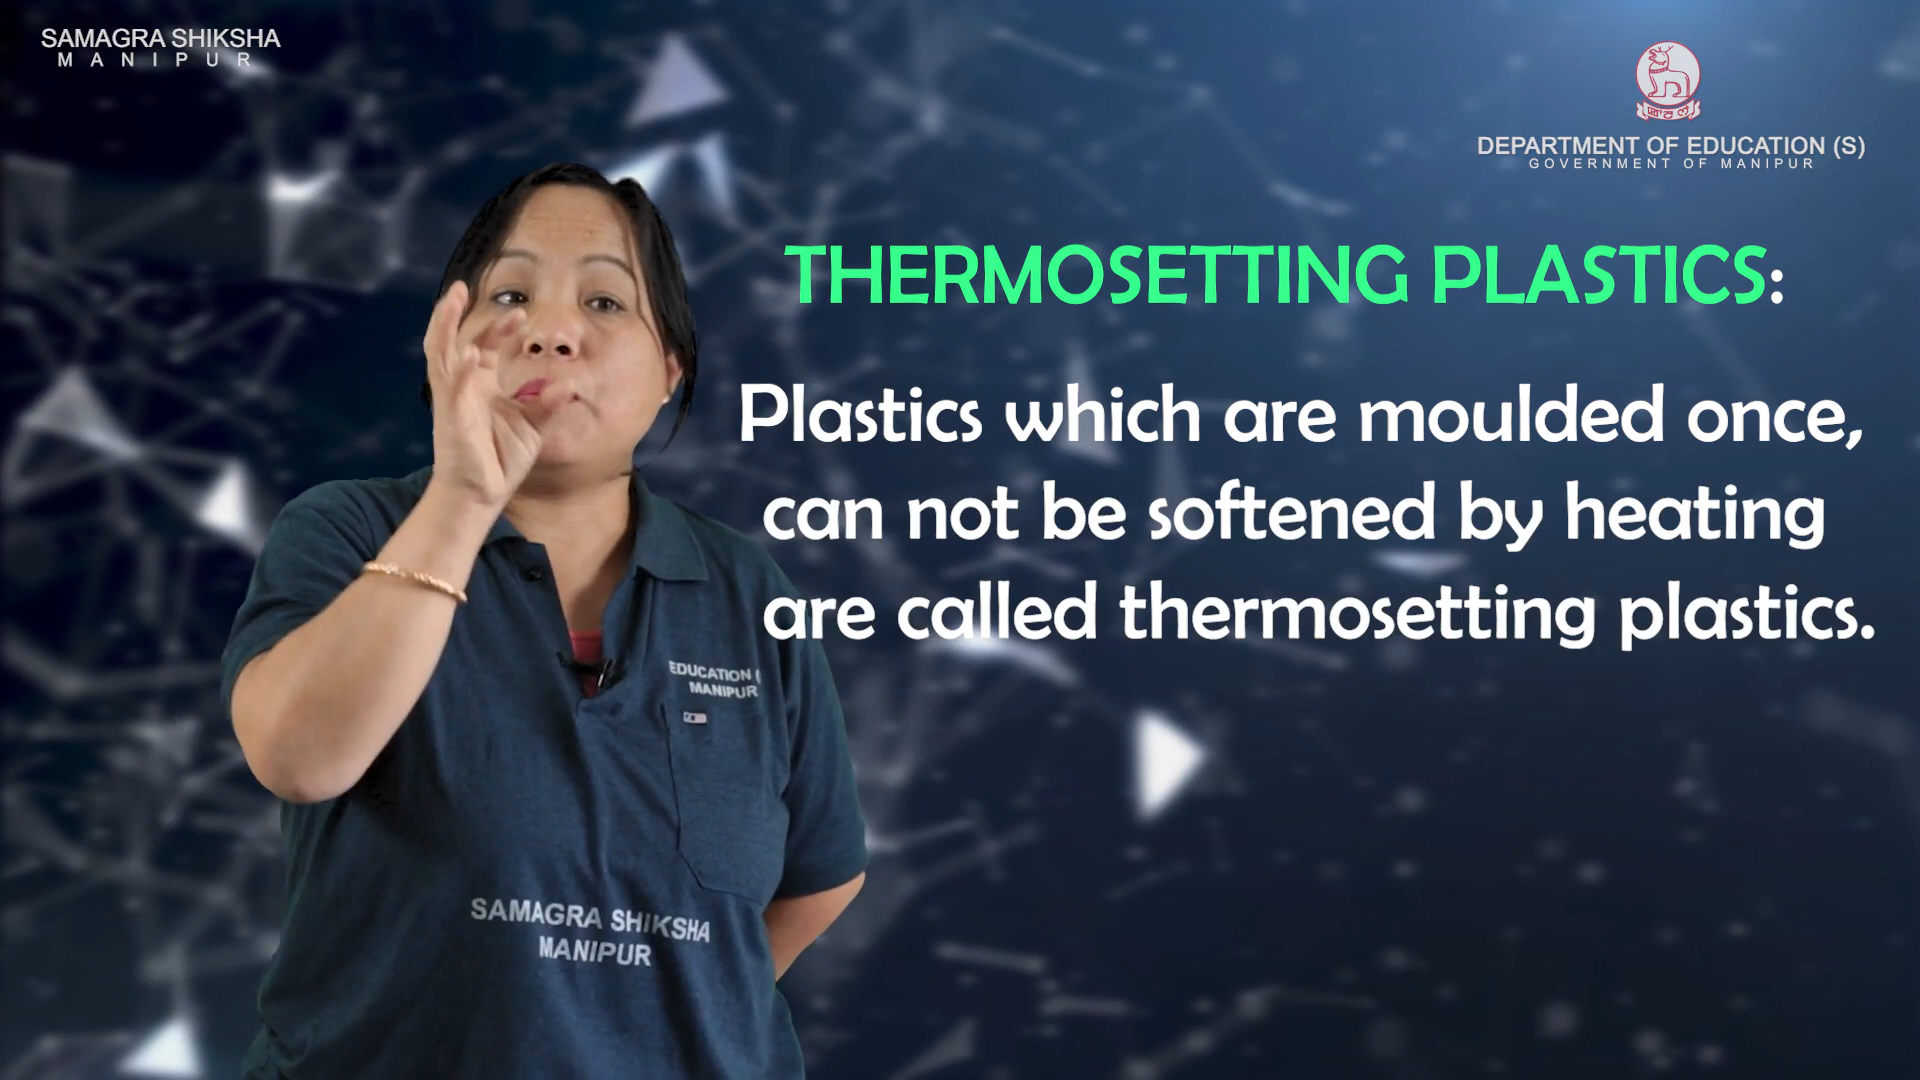 SAMAGRA SHIKSHA
MANIPUR
DEPARTMENT OF EDUCATION (S)
GOVERNMENT OF MANIPUR
THERMOSETTING PLASTICS:
Plastics which are moulded once,
can not be softened by heating
are called thermosetting plastics.
EDUCATION (
MANIPUR
SAMAGRA SHIKSHA
MANIPUR